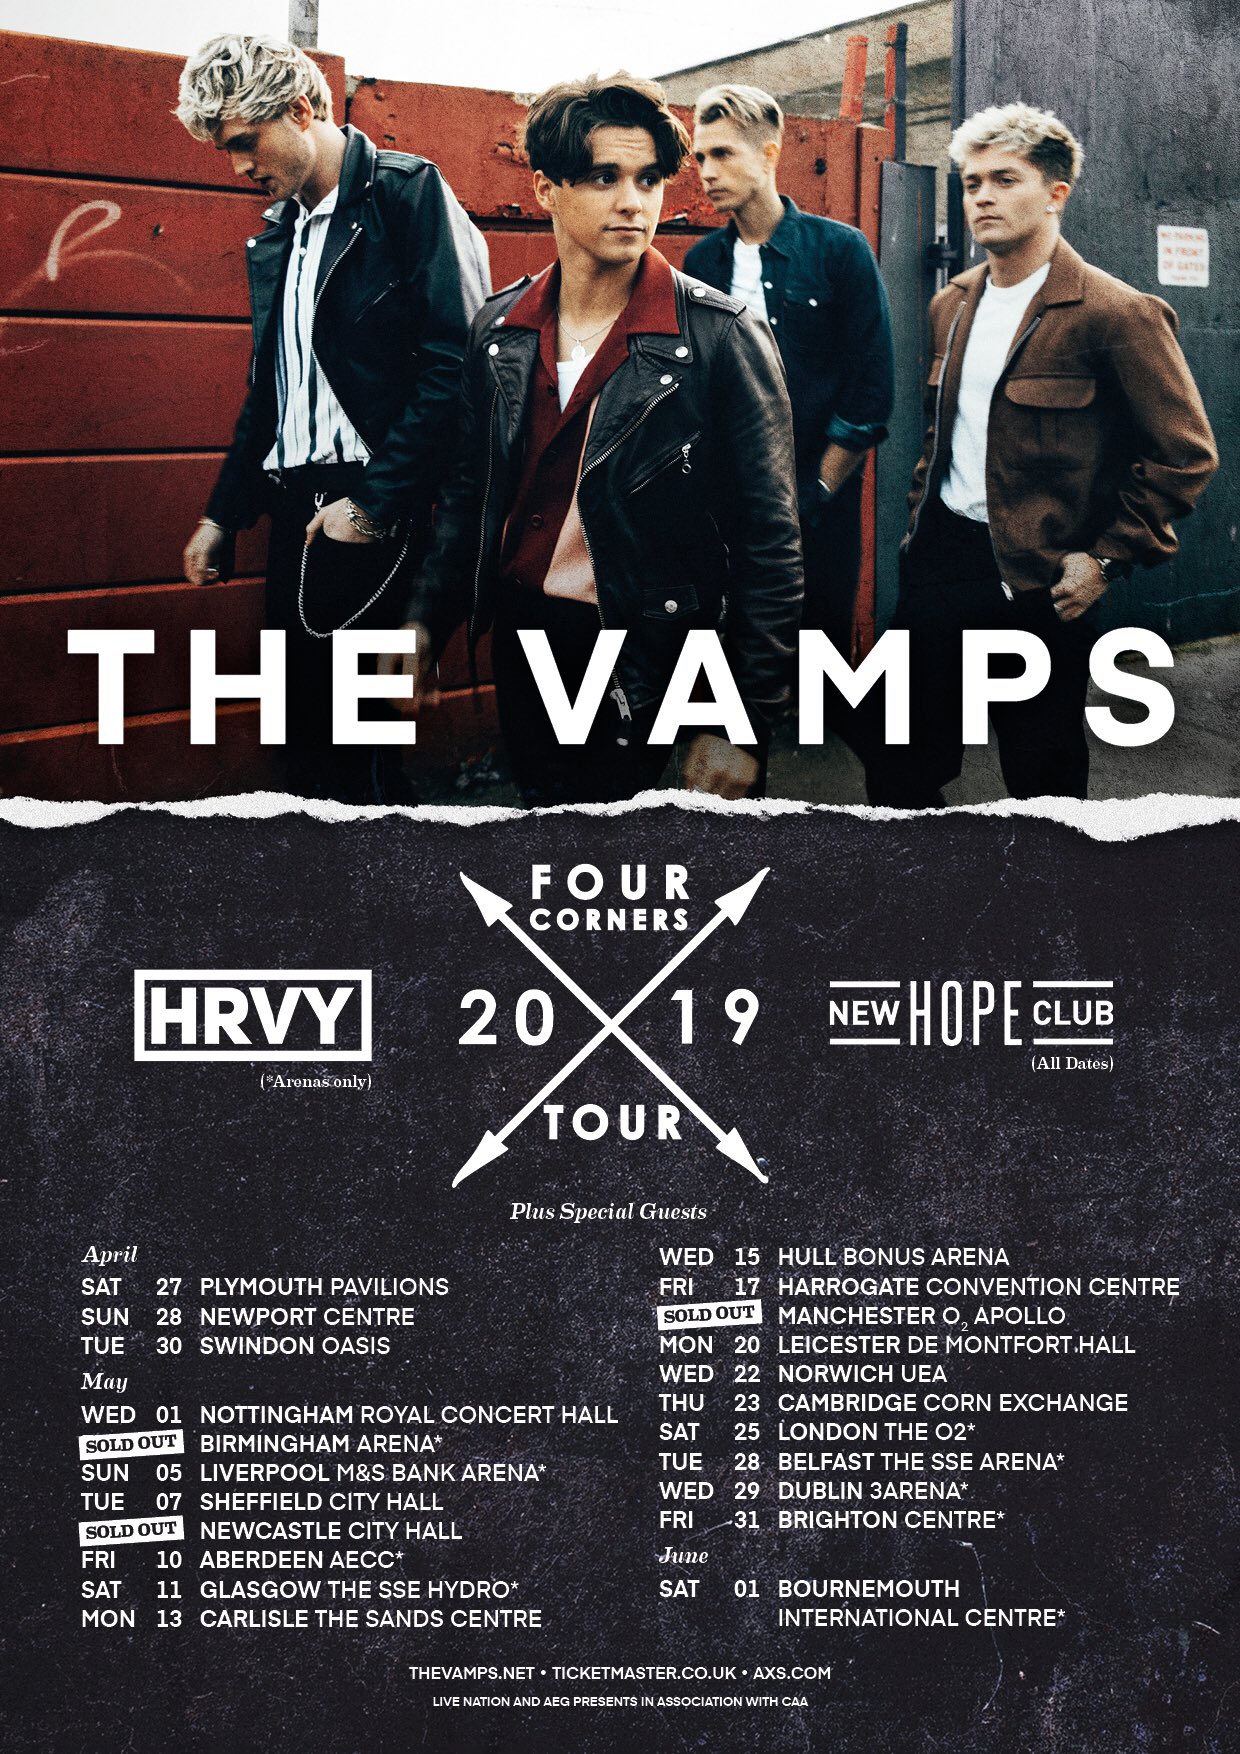 NO PARKING
IN FRONT
OF GATES
THE VAMPS
FOUR
CORNERS
2019
TOUR
HRVY
(*Arenas only)
NEW HOPE CLUB
(All Dates)
Plus Special Guests
April
SAT 27 PLYMOUTH PAVILIONS
SUN 28 NEWPORT CENTRE
TUE 30 SWINDON OASIS
May
WED 01 NOTTINGHAM ROYAL CONCERT HALL
SOLD OUT BIRMINGHAM ARENA*
SUN 05 LIVERPOOL M&S BANK ARENA*
TUE 07 SHEFFIELD CITY HALL
SOLD OUT NEWCASTLE CITY HALL
FRI 10 ABERDEEN AECC*
SAT 11 GLASGOW THE SSE HYDRO*
MON 13 CARLISLE THE SANDS CENTRE
WED 15 HULL BONUS ARENA
FRI 17 HARROGATE CONVENTION CENTRE
SOLD OUT MANCHESTER O2 APOLLO
MON 20 LEICESTER DE MONTFORT HALL
WED 22 NORWICH UEA
THU 23 CAMBRIDGE CORN EXCHANGE
SAT 25 LONDON THE O2*
TUE 28 BELFAST THE SSE ARENA*
WED 29 DUBLIN 3ARENA*
FRI 31 BRIGHTON CENTRE*
June
SAT 01 BOURNEMOUTH
INTERNATIONAL CENTRE*
THEVAMPS.NET • TICKETMASTER.CO.UK • AXS.COM
LIVE NATION AND AEG PRESENTS IN ASSOCIATION WITH CAA